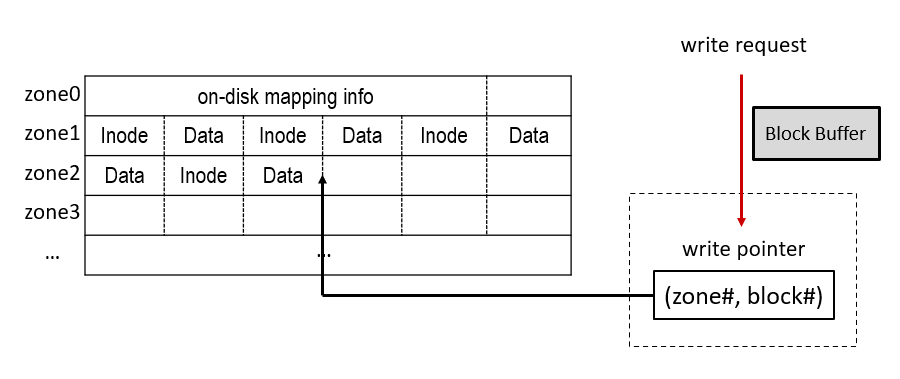 write request
zone0 on-disk mapping info
zone1 Inode Data Inode Data Inode Data
Block Buffer
zone2 Data Inode Data
zone3
write pointer
... ...
(zone#, block#)